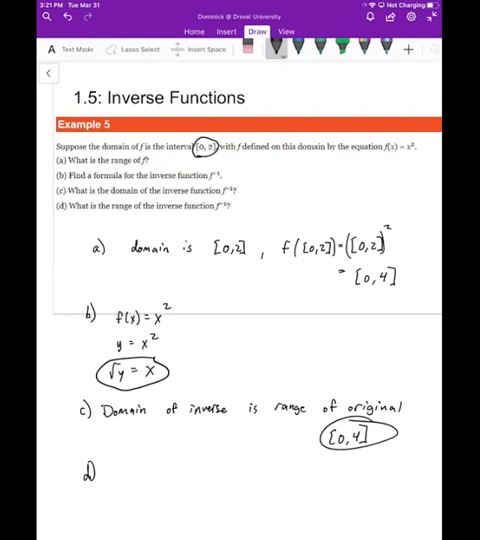 3:21 PM Tue Mar 31
Not Charging
Dominick @ Drexel University
Home Insert Draw View
Text Mode Lasso Select Insert Space
1.5: Inverse Functions
Example 5
Suppose the domain of f is the interval [0, 2], with f defined on this domain by the equation f(x) = x².
(a) What is the range of f?
(b) Find a formula for the inverse function f⁻¹.
(c) What is the domain of the inverse function f⁻¹?
(d) What is the range of the inverse function f⁻¹?
a) domain is [0,2] , f([0,2]) = ([0,2])²
= [0,4]
b) f(x) = x²
y = x²
√y = x
c) Domain of inverse is range of original
[0,4]
d)